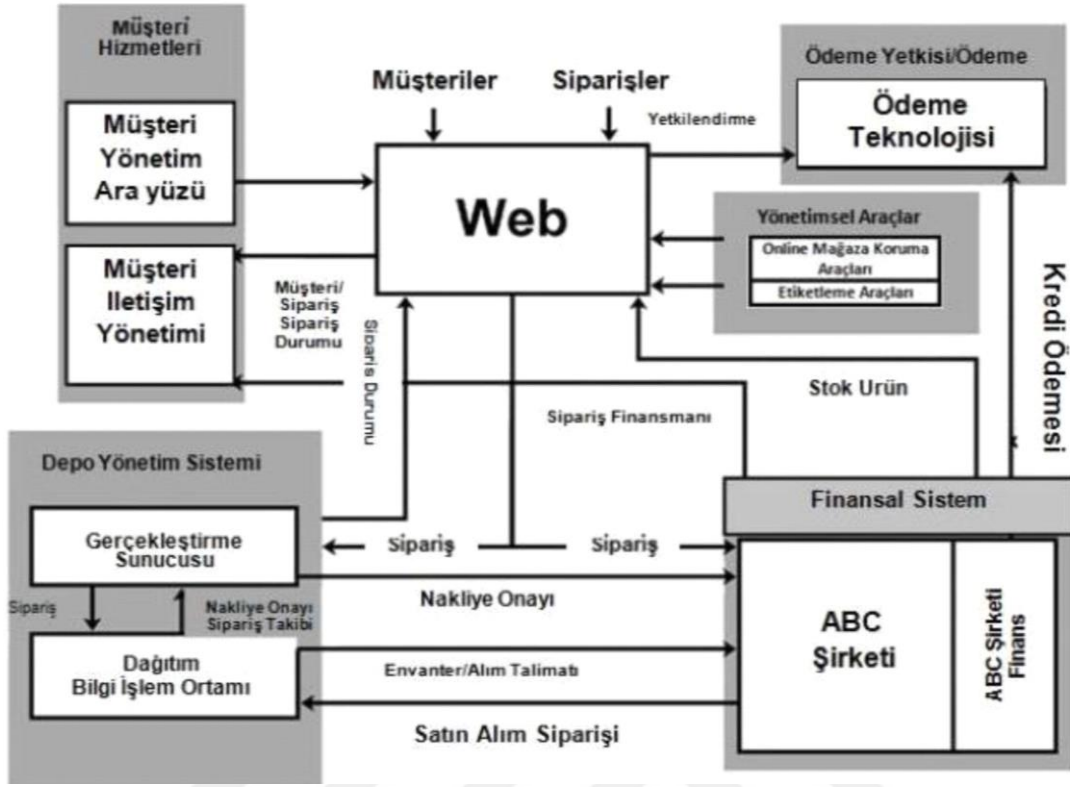 Müşteri
Hizmetleri
Müşteri
Yönetim
Ara yüzü
Müşteri
Iletişim
Yönetimi
Müşteriler
Siparişler
Yetkilendirme
Ödeme Yetkisi/Ödeme
Ödeme
Teknolojisi
Web
Yönetimsel Araçlar
Online Mağaza Koruma
Araçları
Etiketleme Araçları
Müşteri/
Sipariş
Sipariş
Durumu
Sipariş Durumu
Sipariş Finansmanı
Stok Urün
Kredi Ödemesi
Depo Yönetim Sistemi
Gerçekleştirme
Sunucusu
Sipariş
Nakliye Onayı
Sipariş Takibi
Dağıtım
Bilgi İşlem Ortamı
Sipariş
Sipariş
Nakliye Onayı
Envanter/Alım Talimatı
Satın Alım Siparişi
Finansal Sistem
ABC
Şirketi
ABC Şirketi
Finans